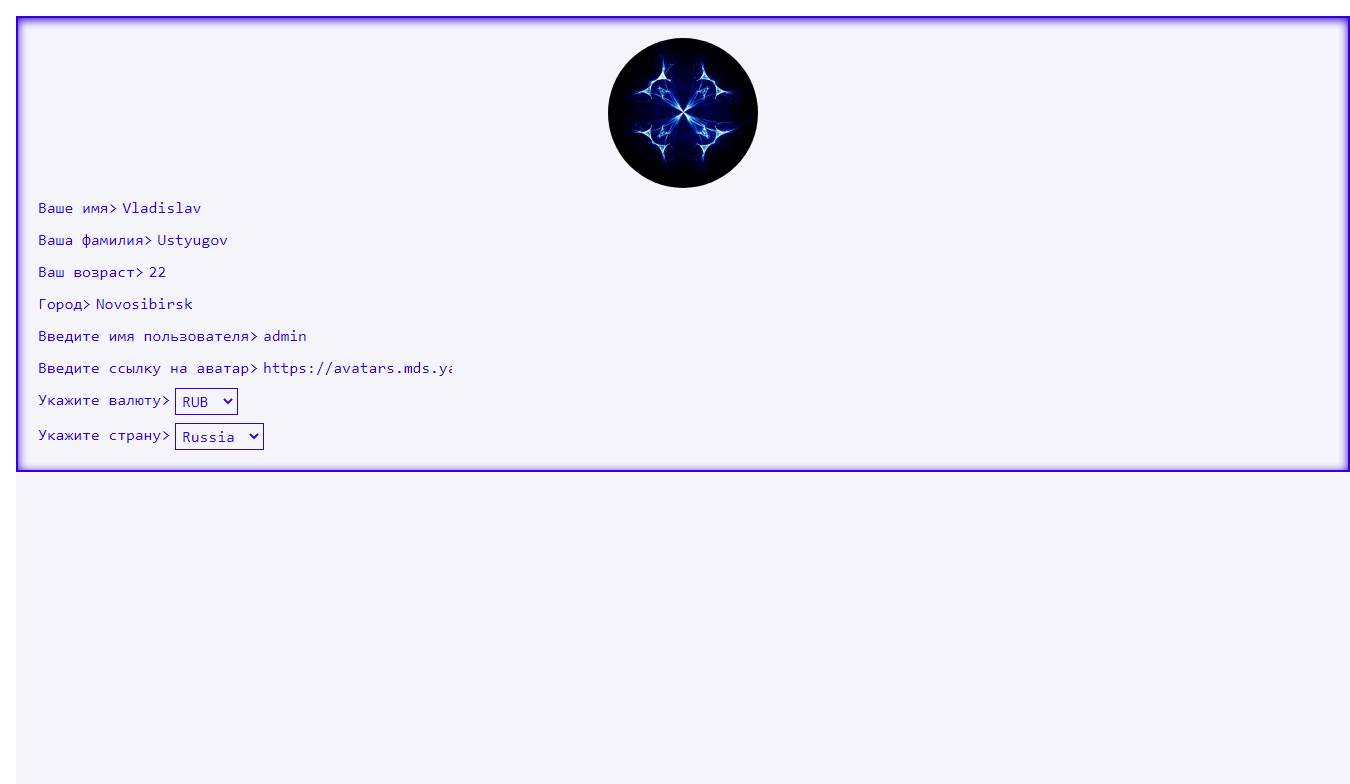 Ваше имя> Vladislav
Ваша фамилия> Ustyugov
Ваш возраст> 22
Город> Novosibirsk
Введите имя пользователя> admin
Введите ссылку на аватар> https://avatars.mds.ya
Укажите валюту> RUB
Укажите страну> Russia